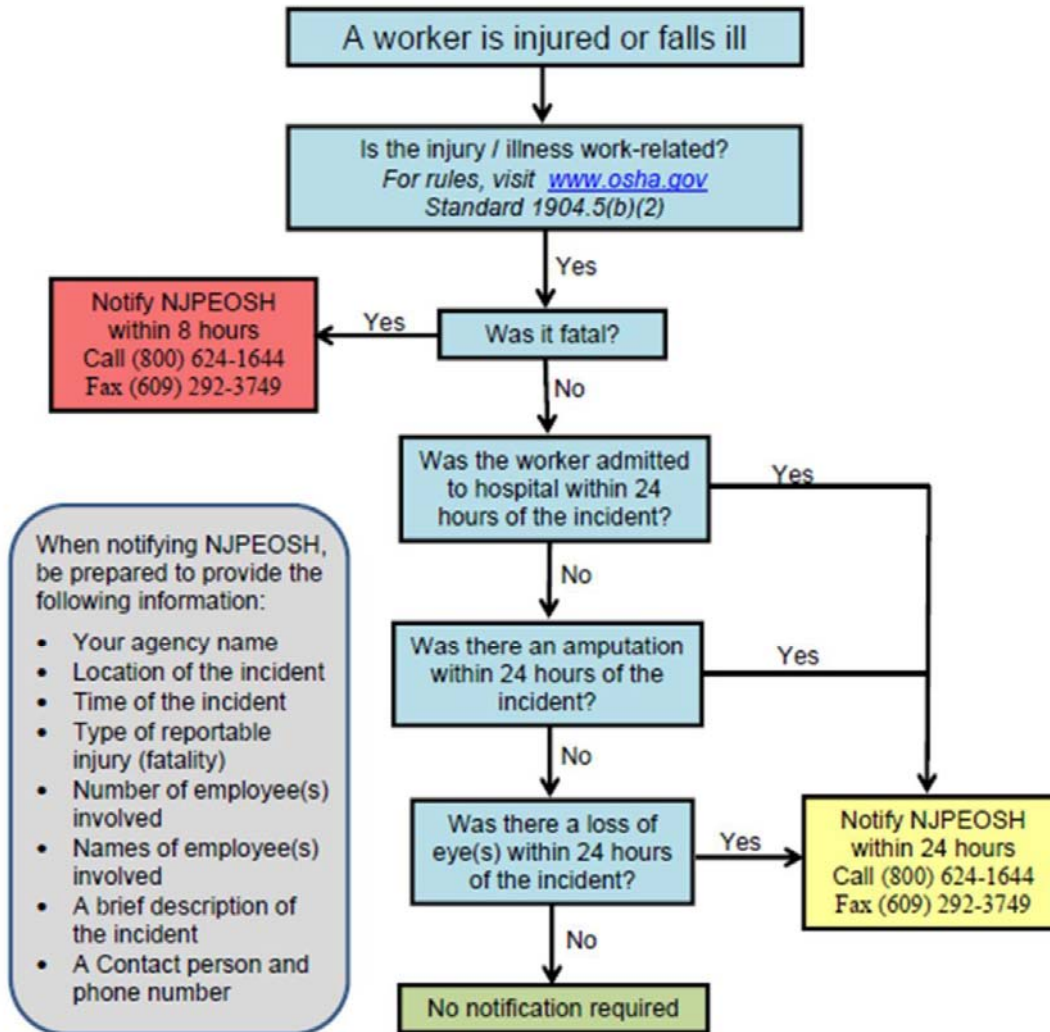 A worker is injured or falls ill
Is the injury / illness work-related?
For rules, visit www.osha.gov
Standard 1904.5(b)(2)
Yes
Notify NJPEOSH
within 8 hours
Call (800) 624-1644
Fax (609) 292-3749
Yes
Was it fatal?
No
Was the worker admitted
to hospital within 24
hours of the incident?
Yes
No
Was there an amputation
within 24 hours of the
incident?
Yes
No
Was there a loss of
eye(s) within 24 hours
of the incident?
Yes
Notify NJPEOSH
within 24 hours
Call (800) 624-1644
Fax (609) 292-3749
No
No notification required
When notifying NJPEOSH,
be prepared to provide the
following information:
• Your agency name
• Location of the incident
• Time of the incident
• Type of reportable
injury (fatality)
• Number of employee(s)
involved
• Names of employee(s)
involved
• A brief description of
the incident
• A Contact person and
phone number